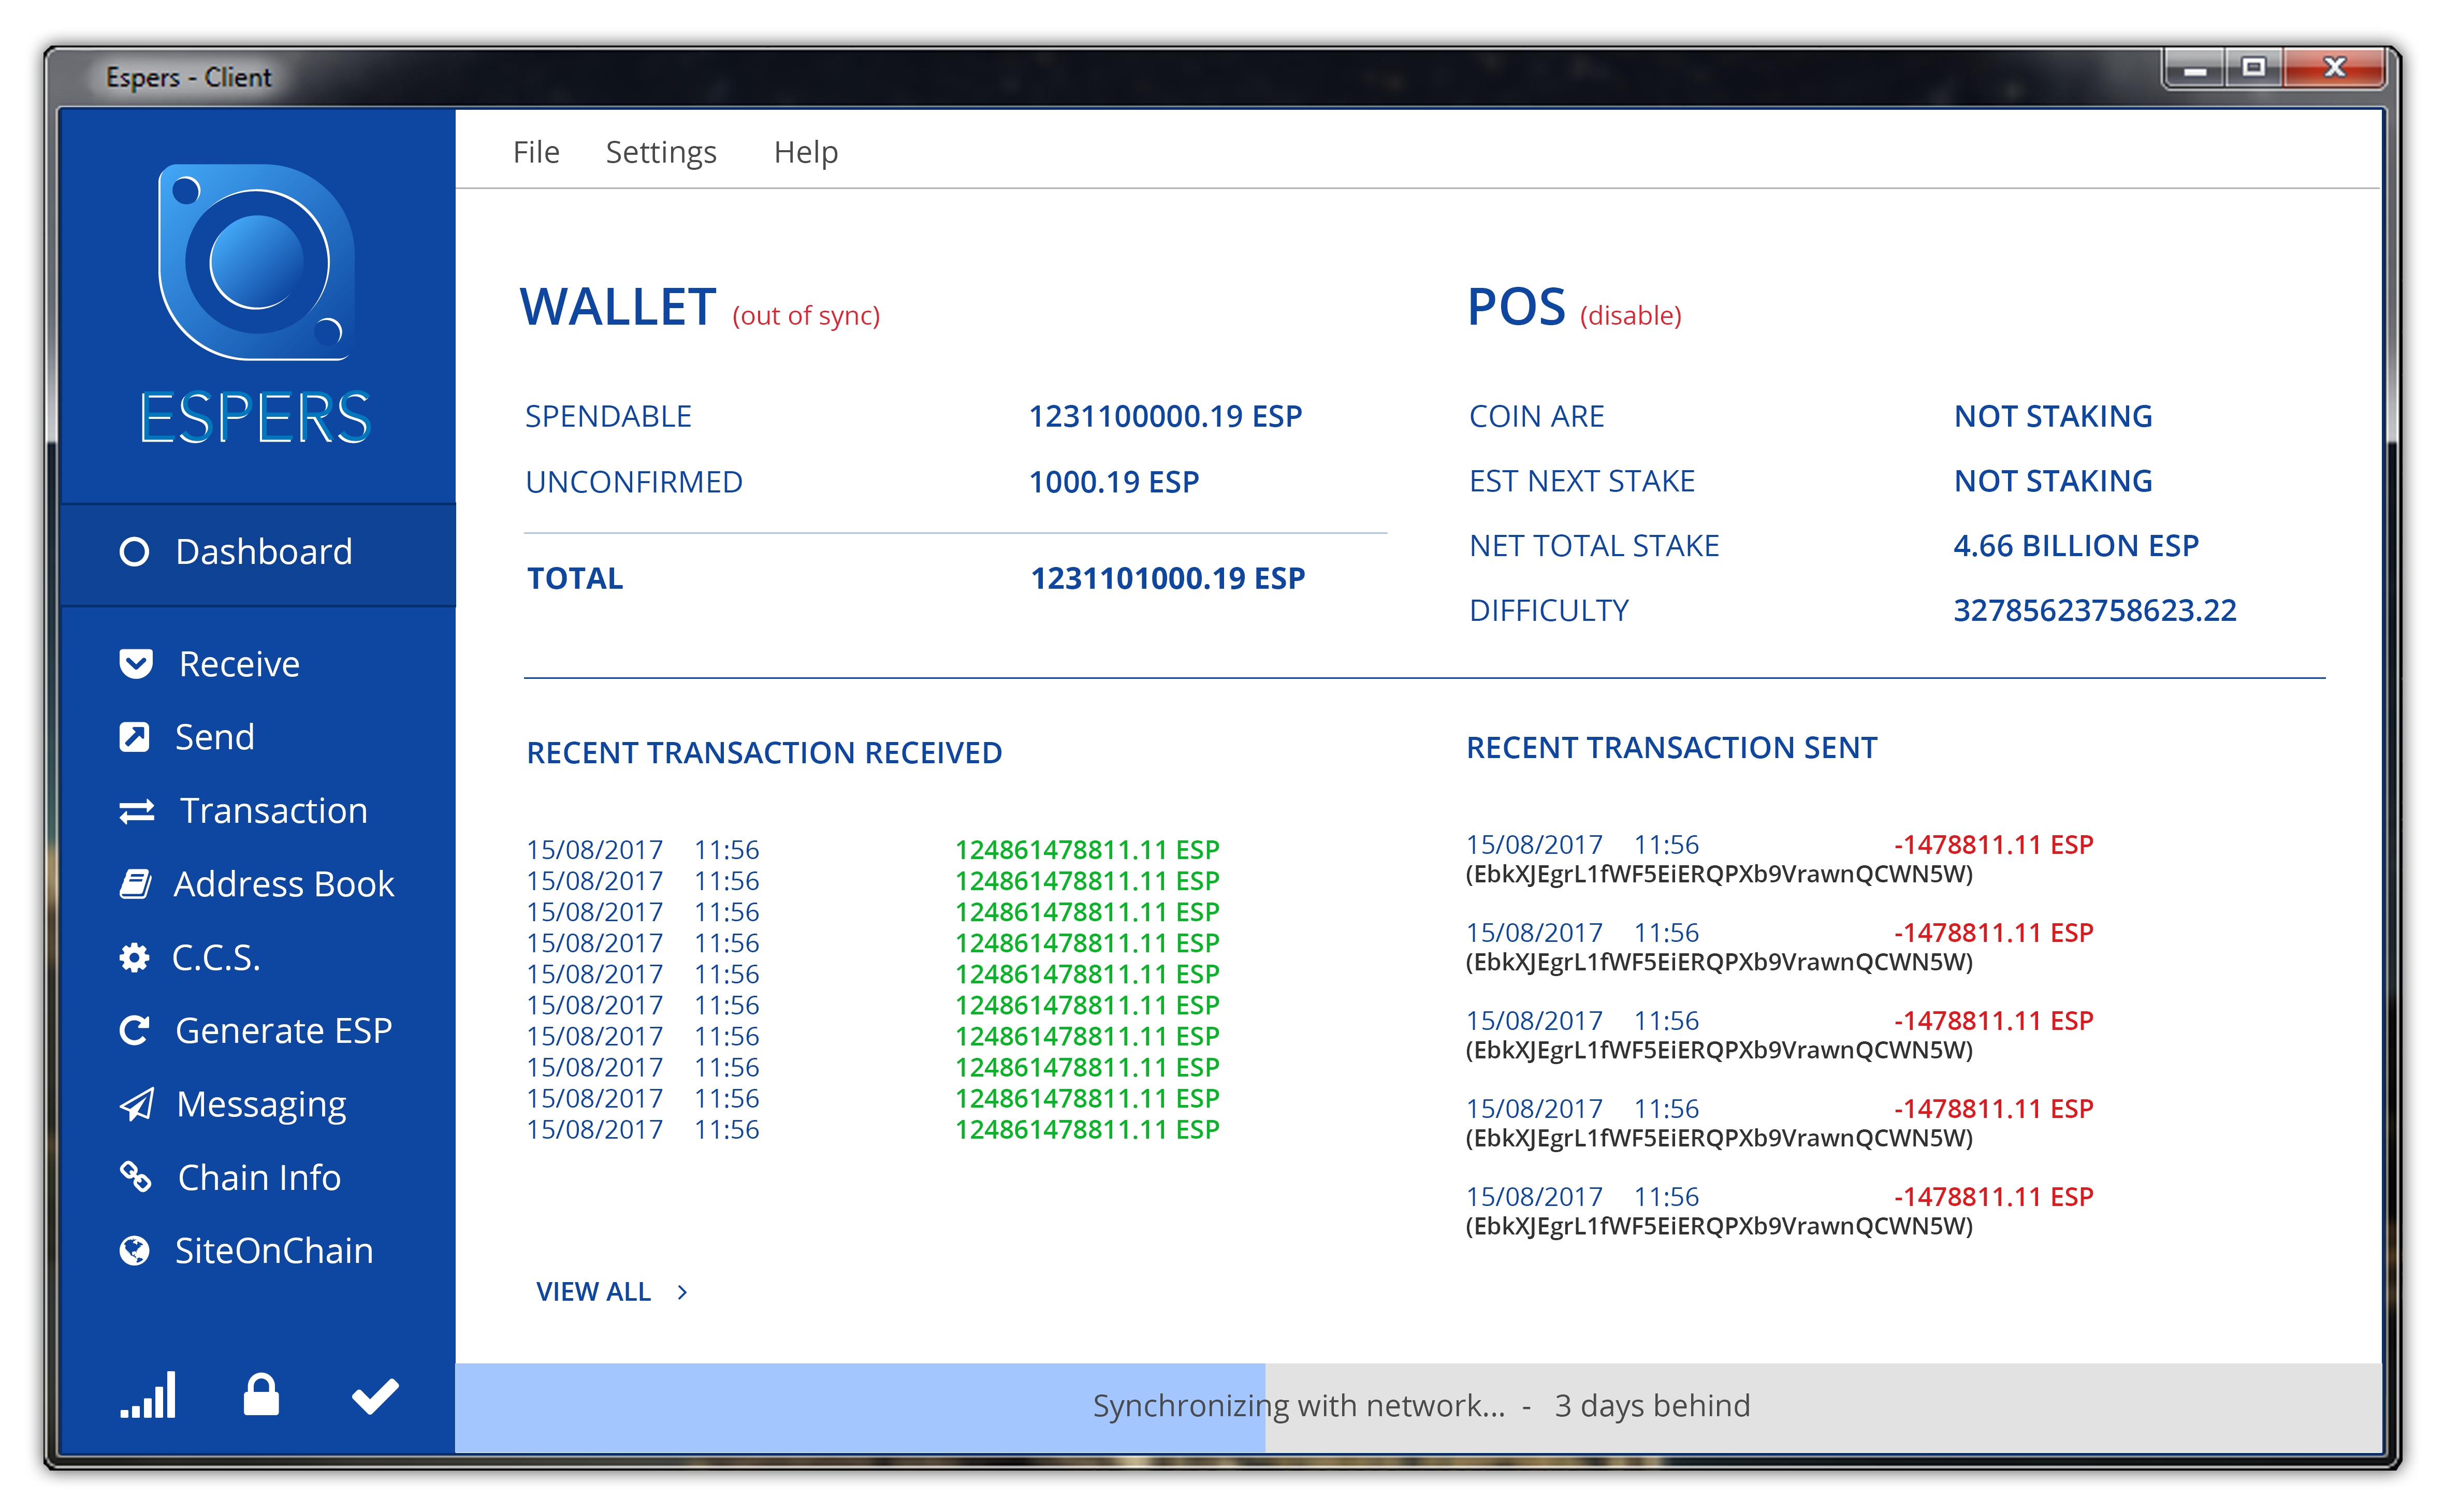 Espers - Client
File Settings Help
ESPERS
Dashboard
Receive
Send
Transaction
Address Book
C.C.S.
Generate ESP
Messaging
Chain Info
SiteOnChain
WALLET (out of sync)
SPENDABLE 1231100000.19 ESP
UNCONFIRMED 1000.19 ESP
TOTAL 1231101000.19 ESP
POS (disable)
COIN ARE NOT STAKING
EST NEXT STAKE NOT STAKING
NET TOTAL STAKE 4.66 BILLION ESP
DIFFICULTY 32785623758623.22
RECENT TRANSACTION RECEIVED
15/08/2017 11:56 124861478811.11 ESP
15/08/2017 11:56 124861478811.11 ESP
15/08/2017 11:56 124861478811.11 ESP
15/08/2017 11:56 124861478811.11 ESP
15/08/2017 11:56 124861478811.11 ESP
15/08/2017 11:56 124861478811.11 ESP
15/08/2017 11:56 124861478811.11 ESP
15/08/2017 11:56 124861478811.11 ESP
15/08/2017 11:56 124861478811.11 ESP
15/08/2017 11:56 124861478811.11 ESP
VIEW ALL >
RECENT TRANSACTION SENT
15/08/2017 11:56 -1478811.11 ESP
(EbkXJEgrL1fWF5EiERQPXb9VrawnQCWN5W)
15/08/2017 11:56 -1478811.11 ESP
(EbkXJEgrL1fWF5EiERQPXb9VrawnQCWN5W)
15/08/2017 11:56 -1478811.11 ESP
(EbkXJEgrL1fWF5EiERQPXb9VrawnQCWN5W)
15/08/2017 11:56 -1478811.11 ESP
(EbkXJEgrL1fWF5EiERQPXb9VrawnQCWN5W)
15/08/2017 11:56 -1478811.11 ESP
(EbkXJEgrL1fWF5EiERQPXb9VrawnQCWN5W)
Synchronizing with network... - 3 days behind